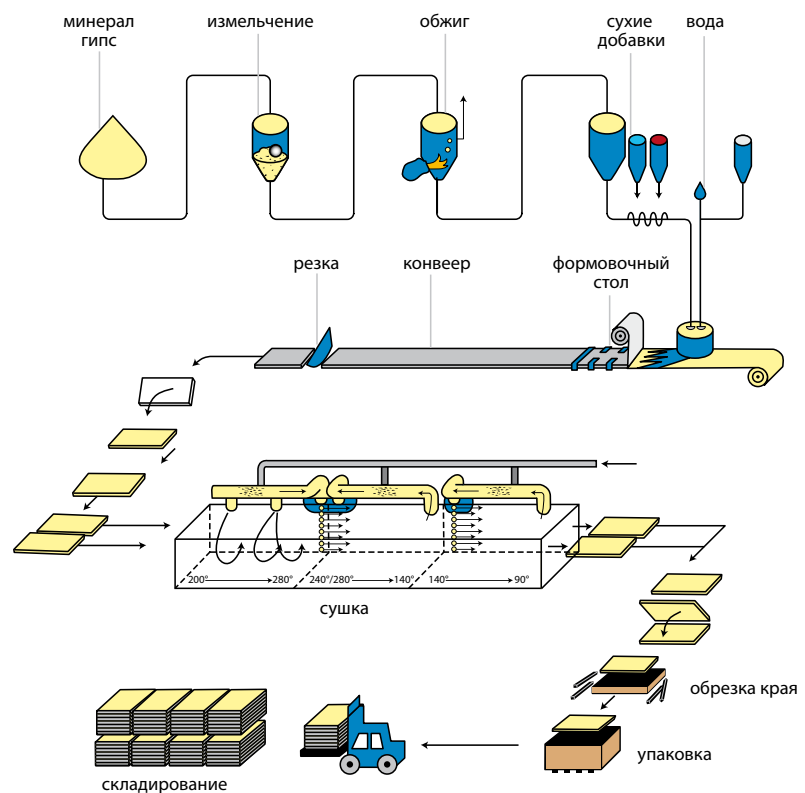 минерал
гипс
измельчение
обжиг
сухие
добавки
вода
резка
конвеер
формовочный
стол
200° 280° 240°/280° 140° 140° 90°
сушка
обрезка края
упаковка
складирование